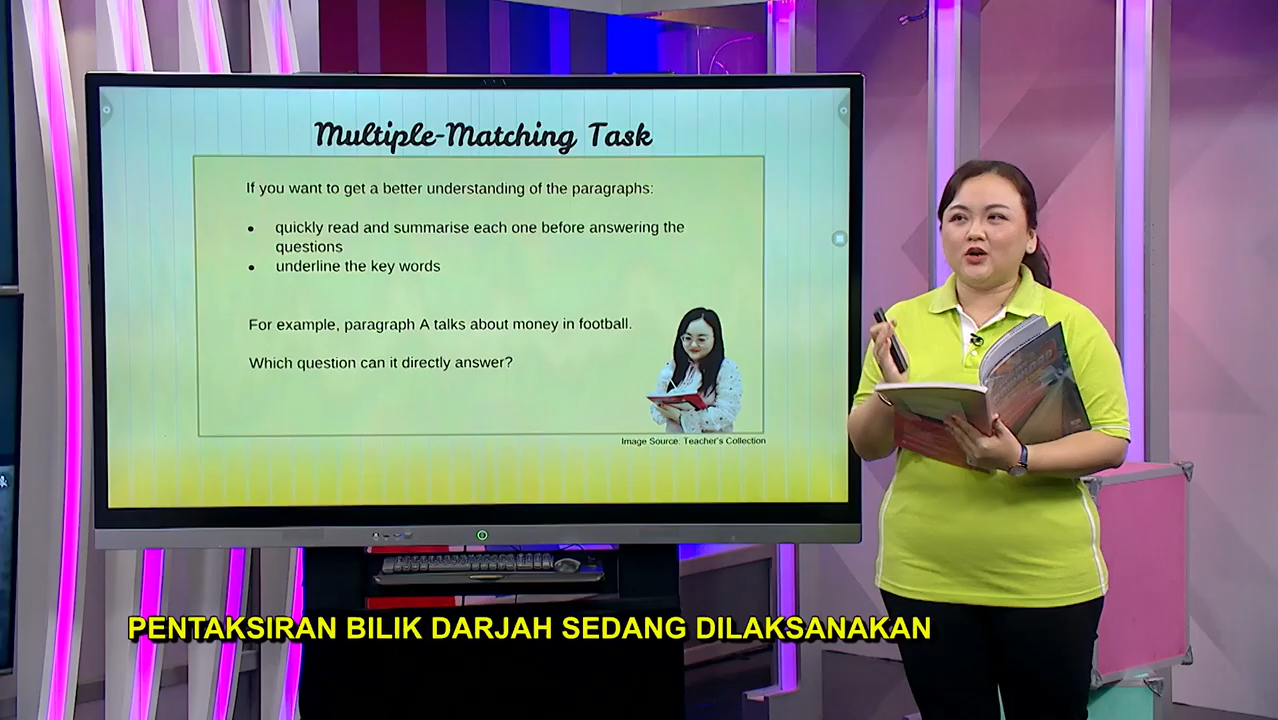 Multiple-Matching Task
If you want to get a better understanding of the paragraphs:
• quickly read and summarise each one before answering the
questions
• underline the key words
For example, paragraph A talks about money in football.
Which question can it directly answer?
Image Source: Teacher's Collection
PENTAKSIRAN BILIK DARJAH SEDANG DILAKSANAKAN